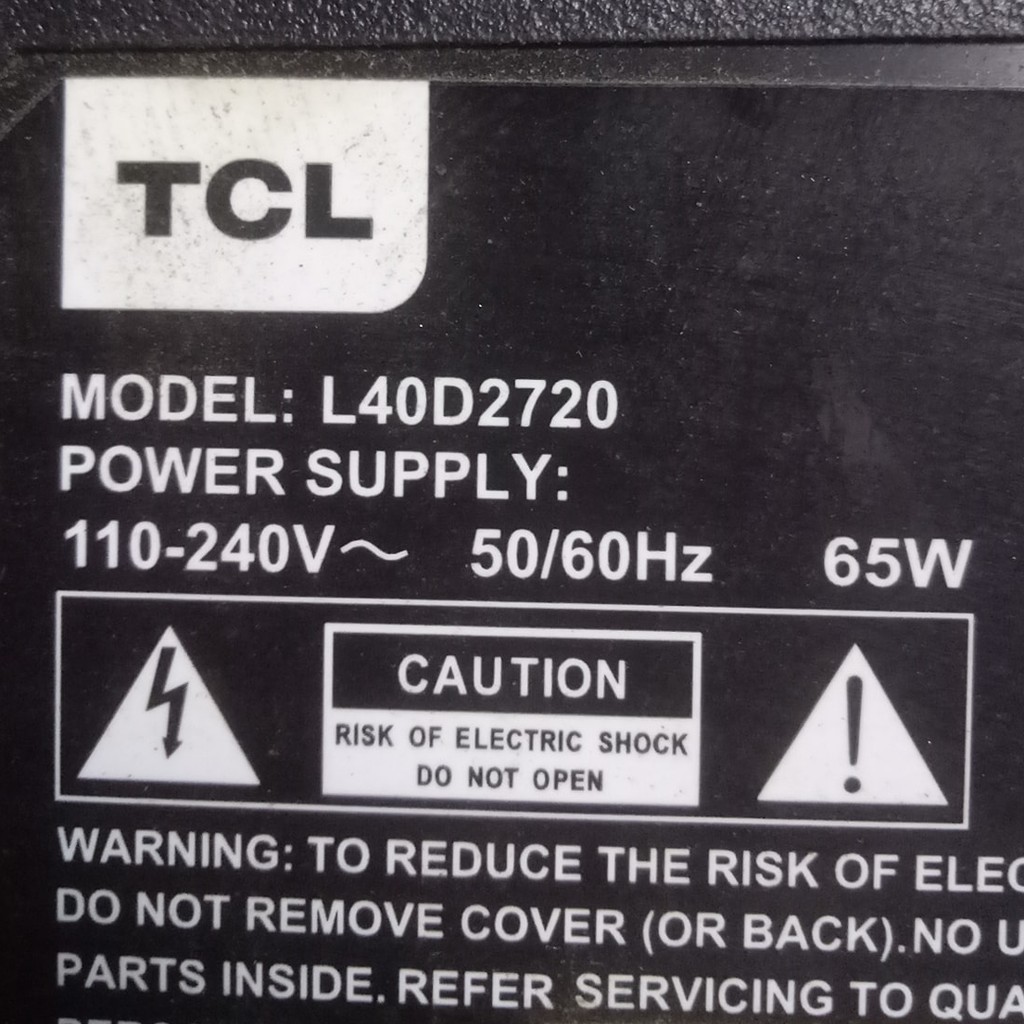 TCL
MODEL: L40D2720
POWER SUPPLY:
110-240V～ 50/60Hz 65W
CAUTION
RISK OF ELECTRIC SHOCK
DO NOT OPEN
WARNING: TO REDUCE THE RISK OF
DO NOT REMOVE COVER (OR BACK).NO
PARTS INSIDE. REFER SERVICING TO